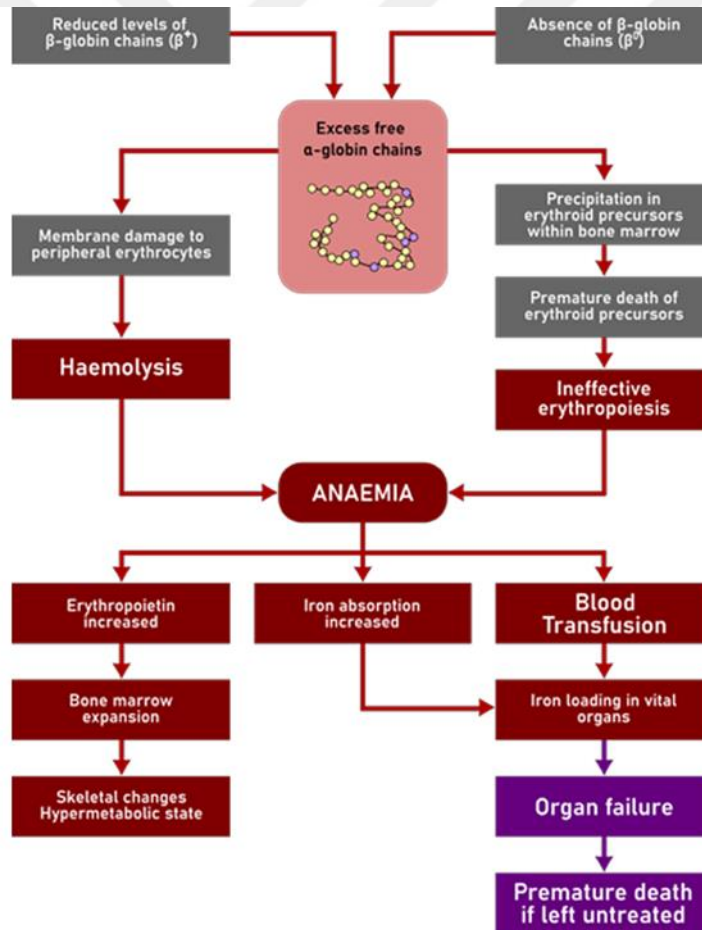 Reduced levels of
β-globin chains (β⁺)
Absence of β-globin
chains (β⁰)
Excess free
α-globin chains
Membrane damage to
peripheral erythrocytes
Precipitation in
erythroid precursors
within bone marrow
Premature death of
erythroid precursors
Haemolysis
Ineffective
erythropoiesis
ANAEMIA
Erythropoietin
increased
Iron absorption
increased
Blood
Transfusion
Bone marrow
expansion
Iron loading in vital
organs
Skeletal changes
Hypermetabolic state
Organ failure
Premature death
if left untreated